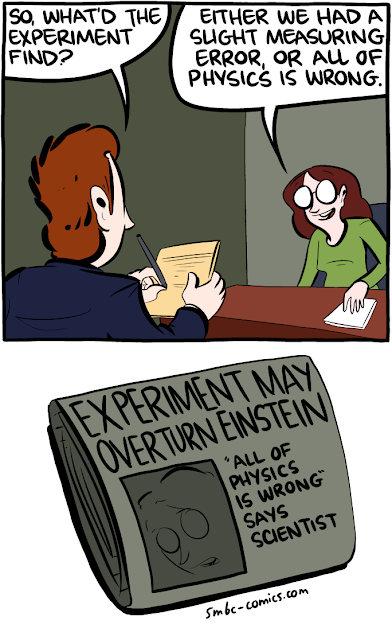 SO, WHAT'D THE
EXPERIMENT
FIND?
EITHER WE HAD A
SLIGHT MEASURING
ERROR, OR ALL OF
PHYSICS IS WRONG.
EXPERIMENT MAY
OVERTURN EINSTEIN
"ALL OF
PHYSICS
IS WRONG"
SAYS
SCIENTIST
smbc-comics.com